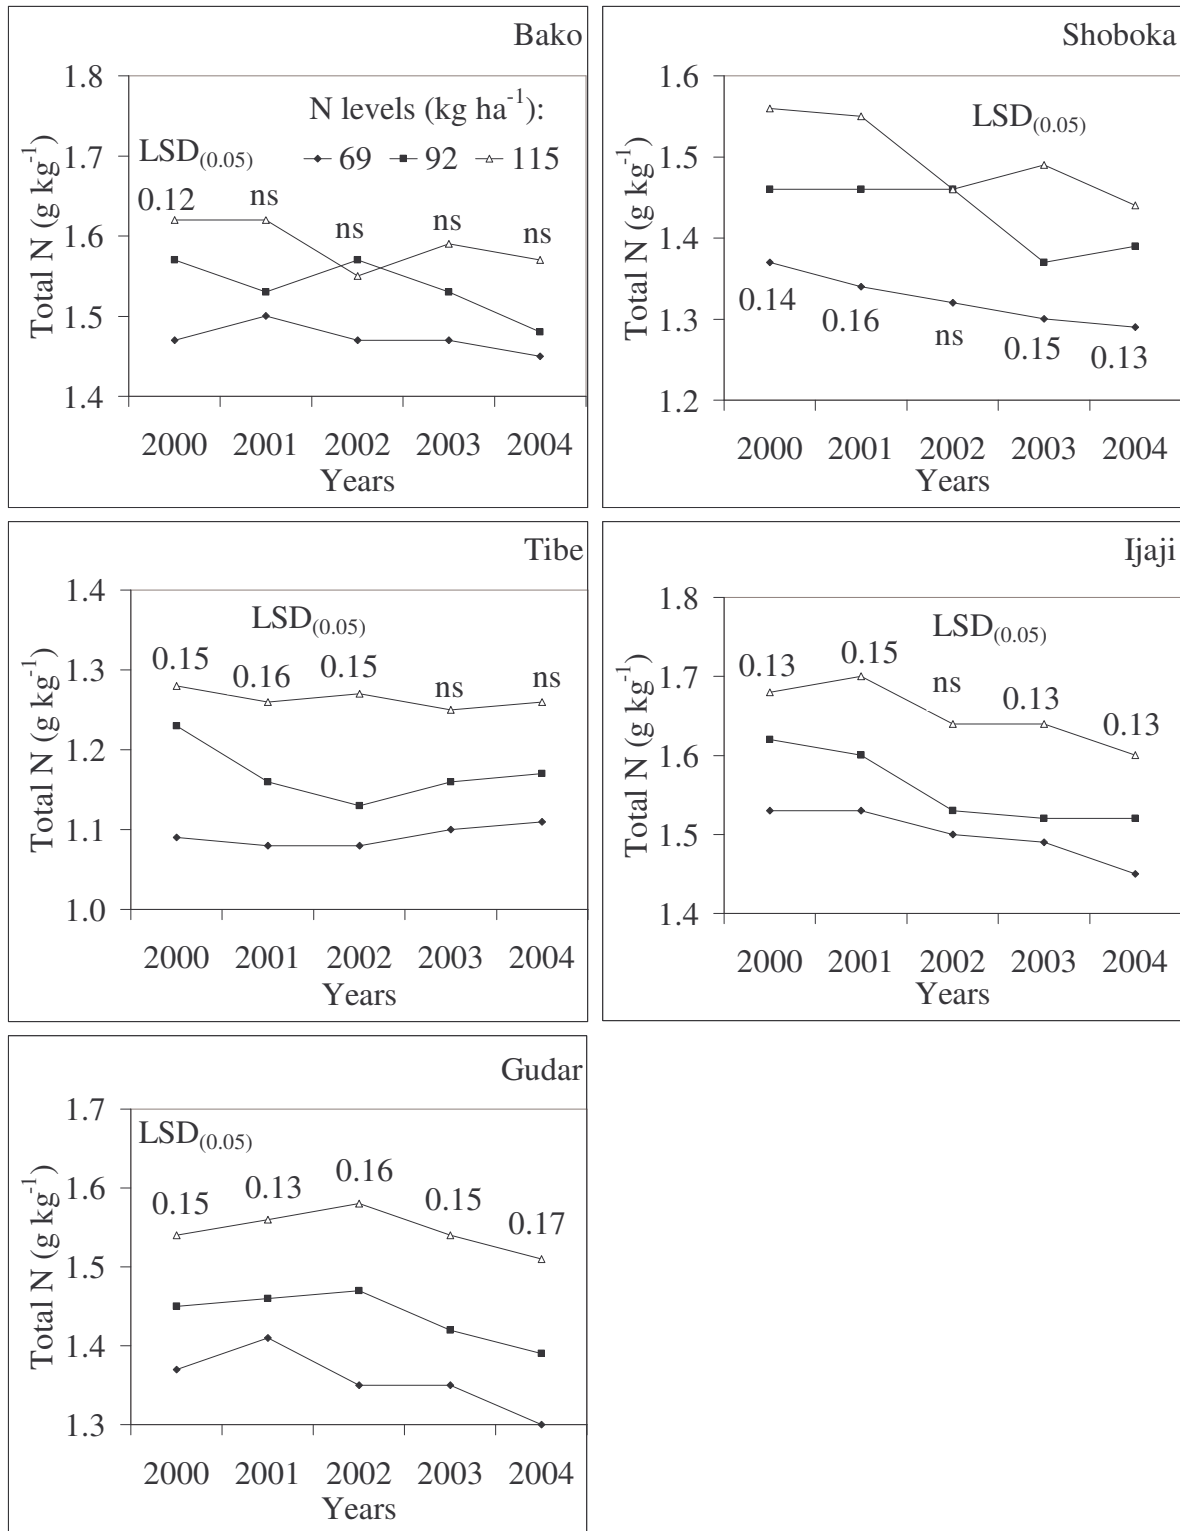 Bako
1.8
N levels (kg ha-1):
1.7
LSD(0.05)
69 92 115
0.12 ns ns ns ns
1.6
1.5
1.4
Total N (g kg-1)
2000 2001 2002 2003 2004
Years
Shoboka
1.6
LSD(0.05)
1.5
1.4
1.3
0.14 0.16 ns 0.15 0.13
1.2
Total N (g kg-1)
2000 2001 2002 2003 2004
Years
Tibe
1.4
LSD(0.05)
1.3
0.15 0.16 0.15 ns ns
1.2
1.1
1.0
Total N (g kg-1)
2000 2001 2002 2003 2004
Years
Ijaji
1.8
LSD(0.05)
1.7
0.13 0.15 ns 0.13 0.13
1.6
1.5
1.4
Total N (g kg-1)
2000 2001 2002 2003 2004
Years
Gudar
1.7
LSD(0.05)
1.6
0.15 0.13 0.16 0.15 0.17
1.5
1.4
1.3
Total N (g kg-1)
2000 2001 2002 2003 2004
Years